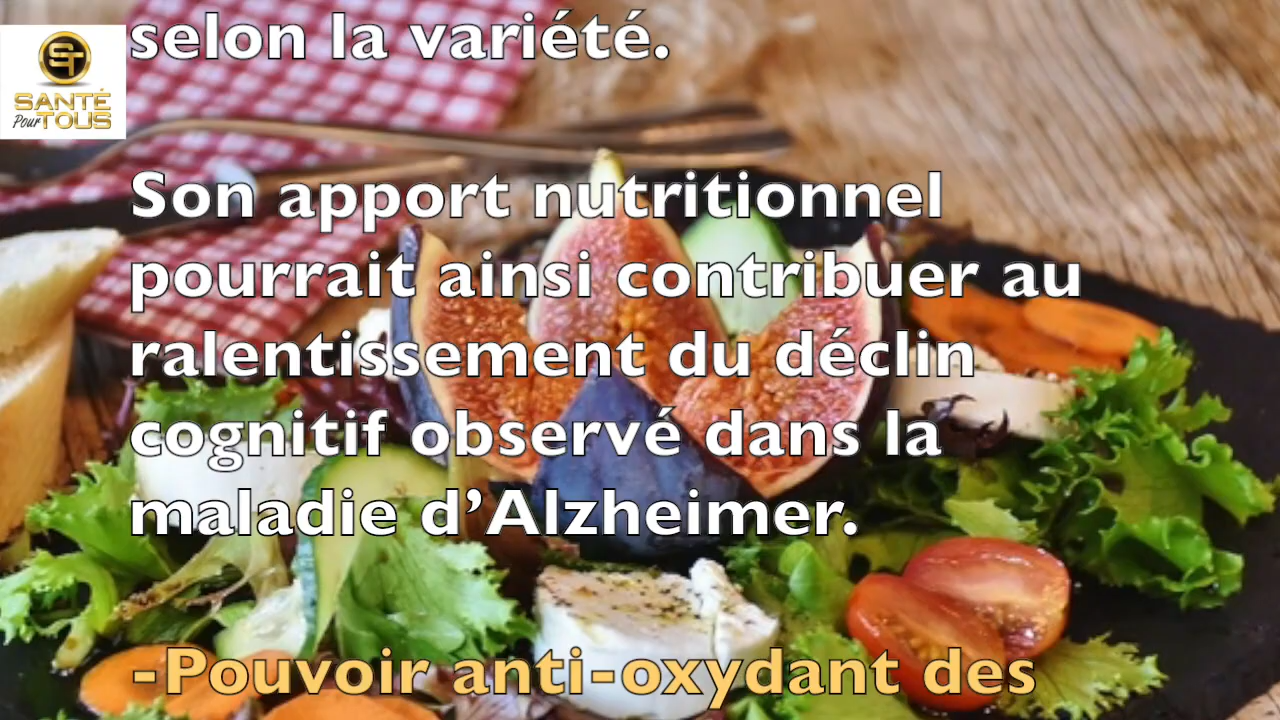 selon la variété.
ST
SANTÉ
Pour TOUS
Son apport nutritionnel
pourrait ainsi contribuer au
ralentissement du déclin
cognitif observé dans la
maladie d’Alzheimer.
-Pouvoir anti-oxydant des